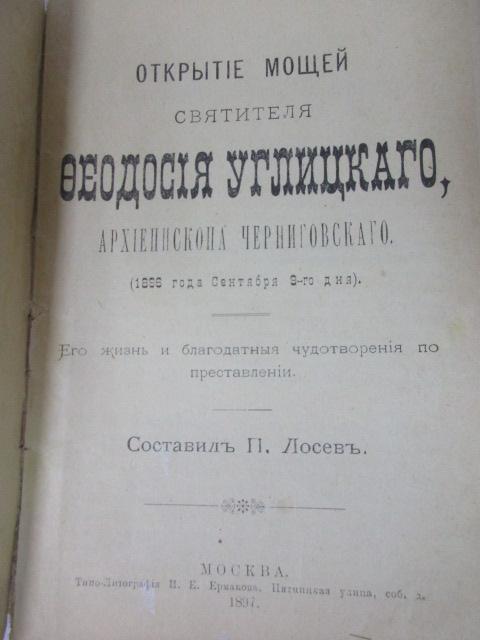 ОТКРЫТІЕ МОЩЕЙ
СВЯТИТЕЛЯ
ѲЕОДОСІЯ УГЛИЦКАГО,
АРХІЕПИСКОПА ЧЕРНИГОВСКАГО.
(1896 года Сентября 9-го дня).
Его жизнь и благодатныя чудотворенія по
преставленіи.
Составилъ П. Лосевъ.
МОСКВА.
Типо-Литографія И. Е. Ермакова, Пятницкая улица, соб. д.
1897.